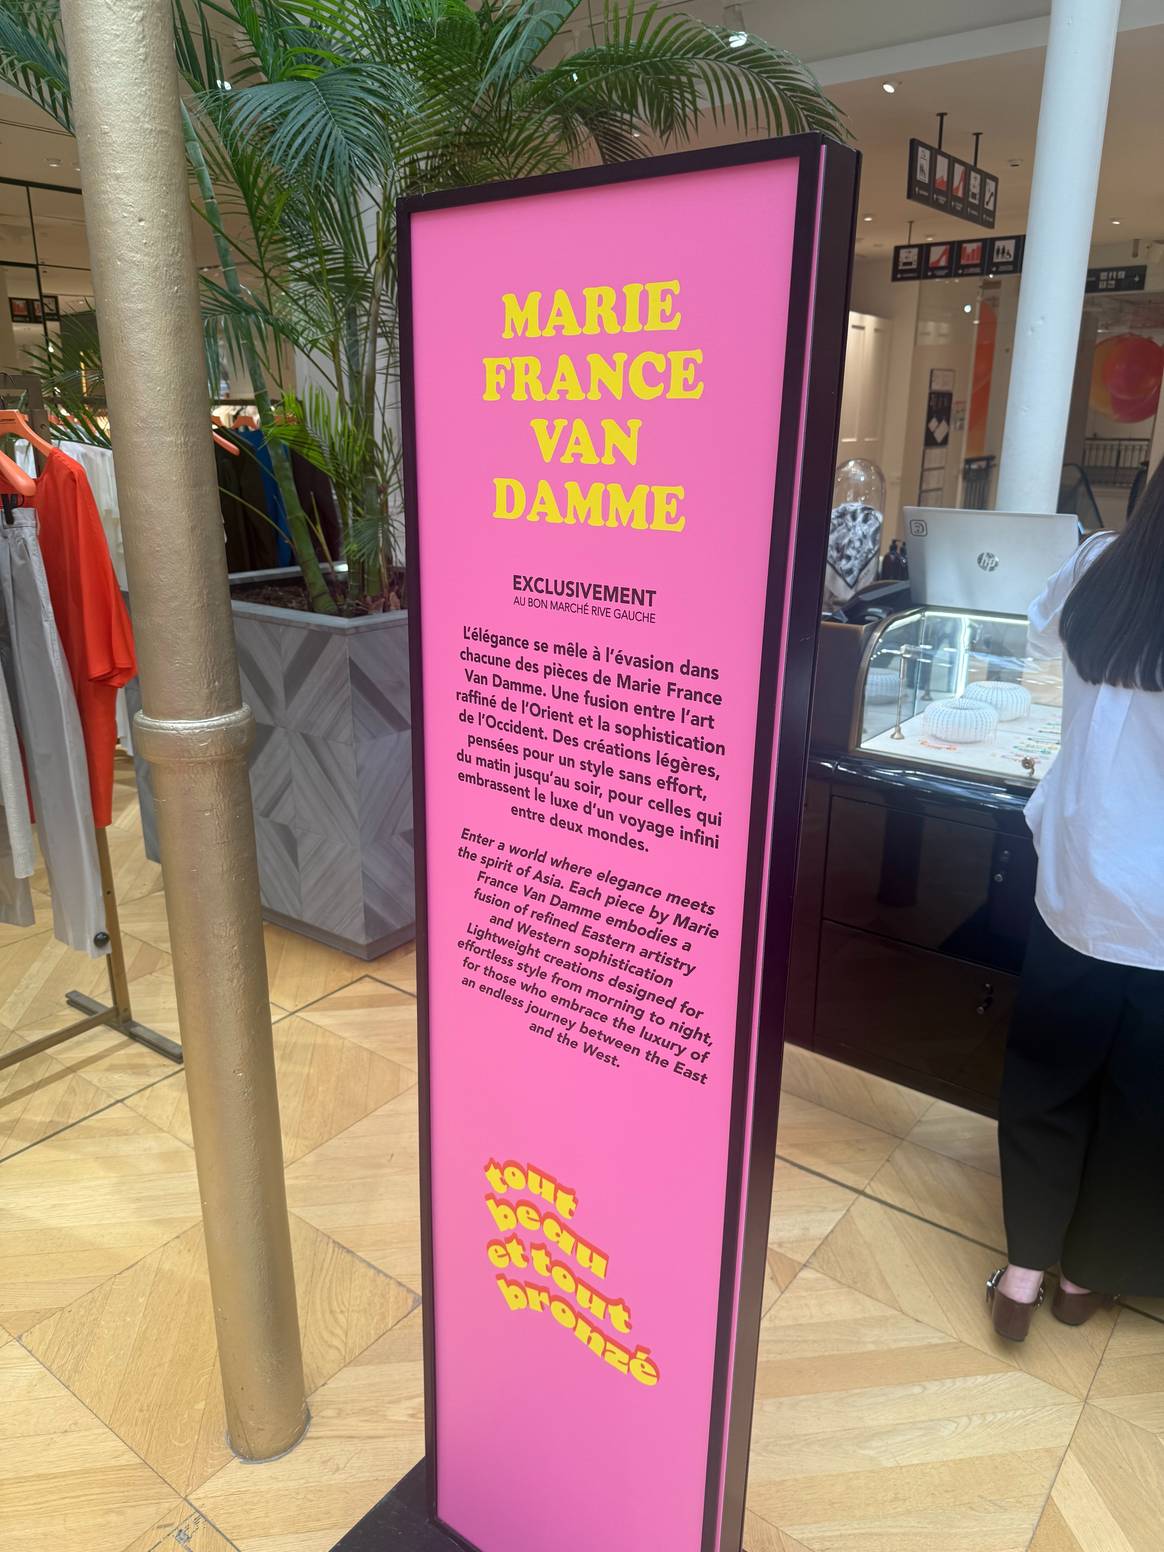 MARIE
FRANCE
VAN
DAMME
EXCLUSIVEMENT
AU BON MARCHÉ RIVE GAUCHE
L'élégance se mêle à l'évasion dans
chacune des pièces de Marie France
Van Damme. Une fusion entre l'art
raffiné de l'Orient et la sophistication
de l'Occident. Des créations légères,
pensées pour un style sans effort,
du matin jusqu'au soir, pour celles qui
embrassent le luxe d'un voyage infini
entre deux mondes.
Enter a world where elegance meets
the spirit of Asia. Each piece by Marie
France Van Damme embodies a
fusion of refined Eastern artistry
and Western sophistication
Lightweight creations designed for
effortless style from morning to night,
for those who embrace the luxury of
an endless journey between the East
and the West.
tout
beau
et tout
bronzé
hp